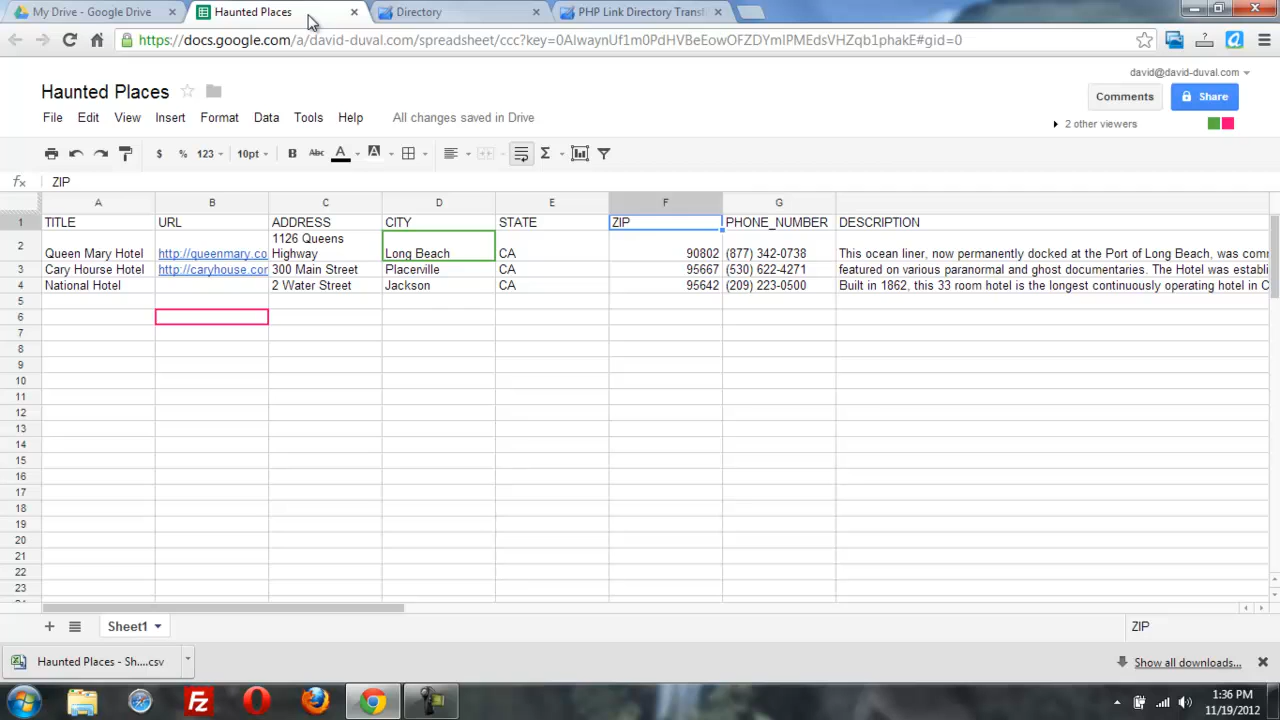 My Drive - Google Drive
Haunted Places
Directory
PHP Link Directory Transl
https://docs.google.com/a/david-duval.com/spreadsheet/ccc?key=0AlwaynUf1m0PdHVBeEowOFZDYmlPMEdsVHZqb1phakE#gid=0
david@david-duval.com
Haunted Places
Comments
Share
File Edit View Insert Format Data Tools Help All changes saved in Drive
2 other viewers
$ % 123 10pt B Abc A A Σ
fx ZIP
A B C D E F G
1 TITLE URL ADDRESS CITY STATE ZIP PHONE_NUMBER DESCRIPTION
1126 Queens
2 Queen Mary Hotel http://queenmary.co Highway Long Beach CA 90802 (877) 342-0738 This ocean liner, now permanently docked at the Port of Long Beach, was comm
3 Cary Hourse Hotel http://caryhouse.com 300 Main Street Placerville CA 95667 (530) 622-4271 featured on various paranormal and ghost documentaries. The Hotel was establi
4 National Hotel 2 Water Street Jackson CA 95642 (209) 223-0500 Built in 1862, this 33 room hotel is the longest continuously operating hotel in C
5
6
7
8
9
10
11
12
13
14
15
16
17
18
19
20
21
22
23
Sheet1
ZIP
Haunted Places - Sh....csv
Show all downloads...
1:36 PM
11/19/2012